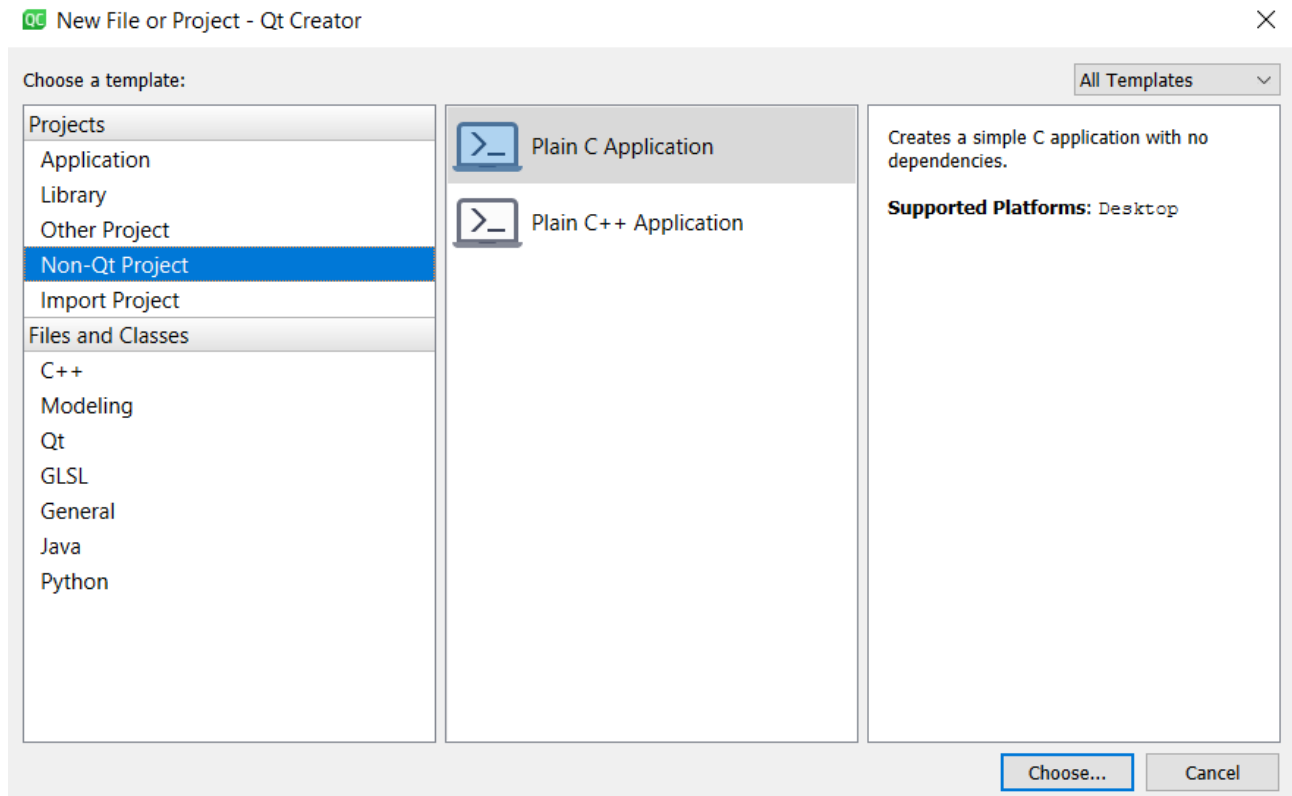 QC New File or Project - Qt Creator
Choose a template:
All Templates
Projects
Application
Library
Other Project
Non-Qt Project
Import Project
Files and Classes
C++
Modeling
Qt
GLSL
General
Java
Python
Plain C Application
Plain C++ Application
Creates a simple C application with no
dependencies.
Supported Platforms: Desktop
Choose...
Cancel